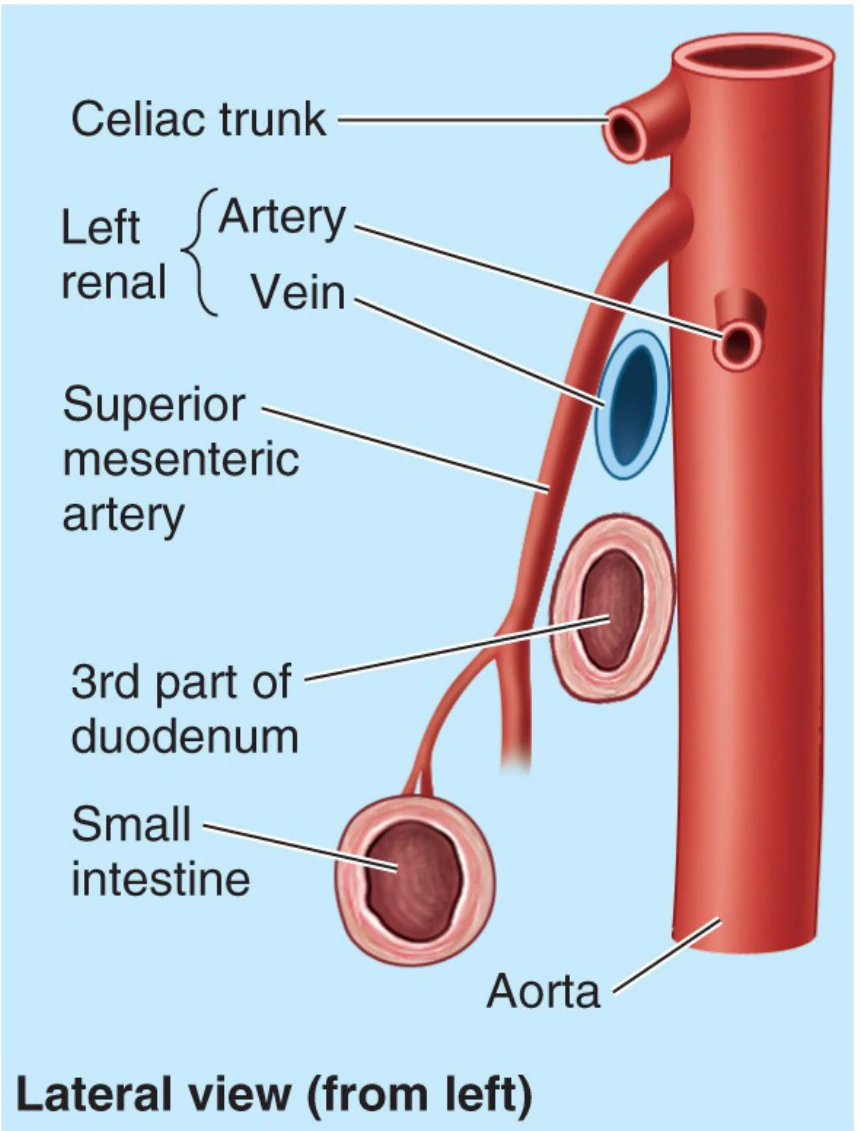 Celiac trunk
Left
renal
Artery
Vein
Superior
mesenteric
artery
3rd part of
duodenum
Small
intestine
Aorta
Lateral view (from left)